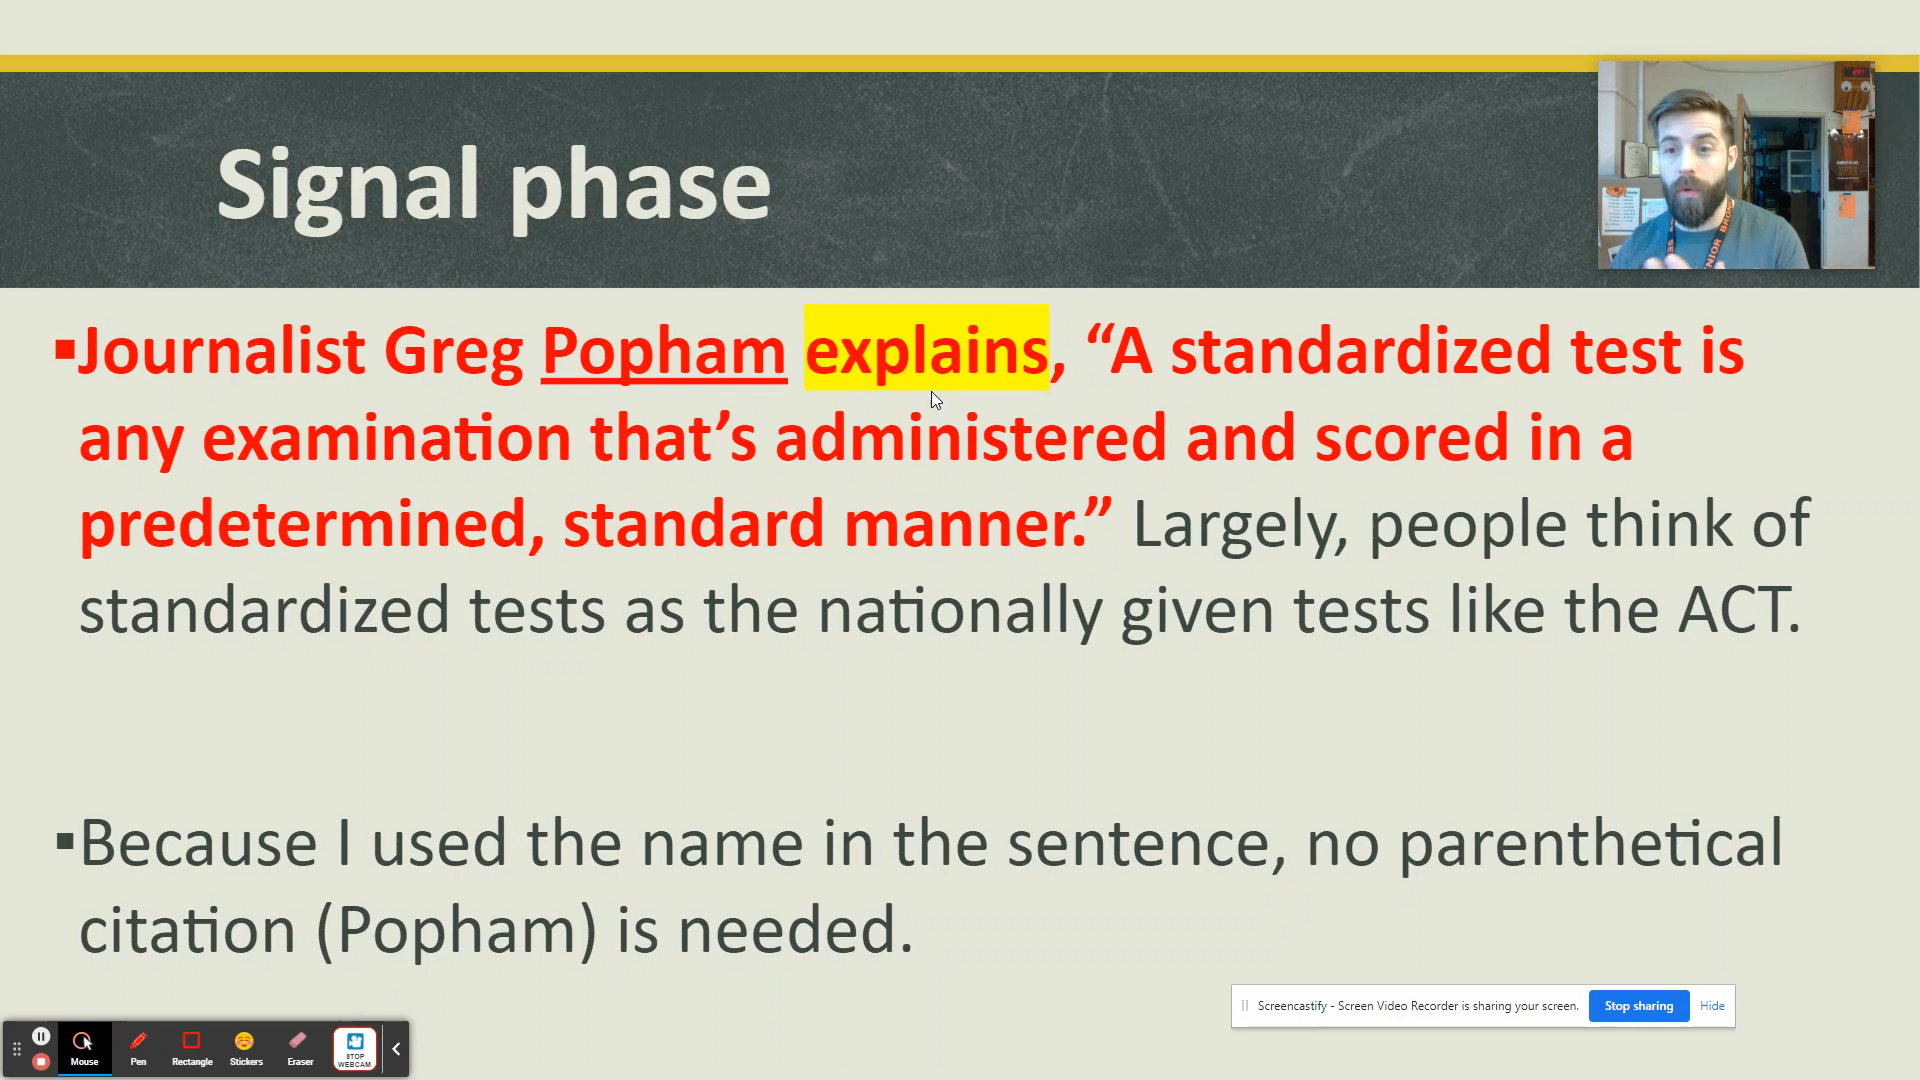 Signal phase
▪Journalist Greg Popham explains, “A standardized test is
any examination that’s administered and scored in a
predetermined, standard manner.” Largely, people think of
standardized tests as the nationally given tests like the ACT.
▪Because I used the name in the sentence, no parenthetical
citation (Popham) is needed.
Screencastify - Screen Video Recorder is sharing your screen.
Stop sharing
Hide
Mouse
Pen
Rectangle
Stickers
Eraser
STOP
WEBCAM